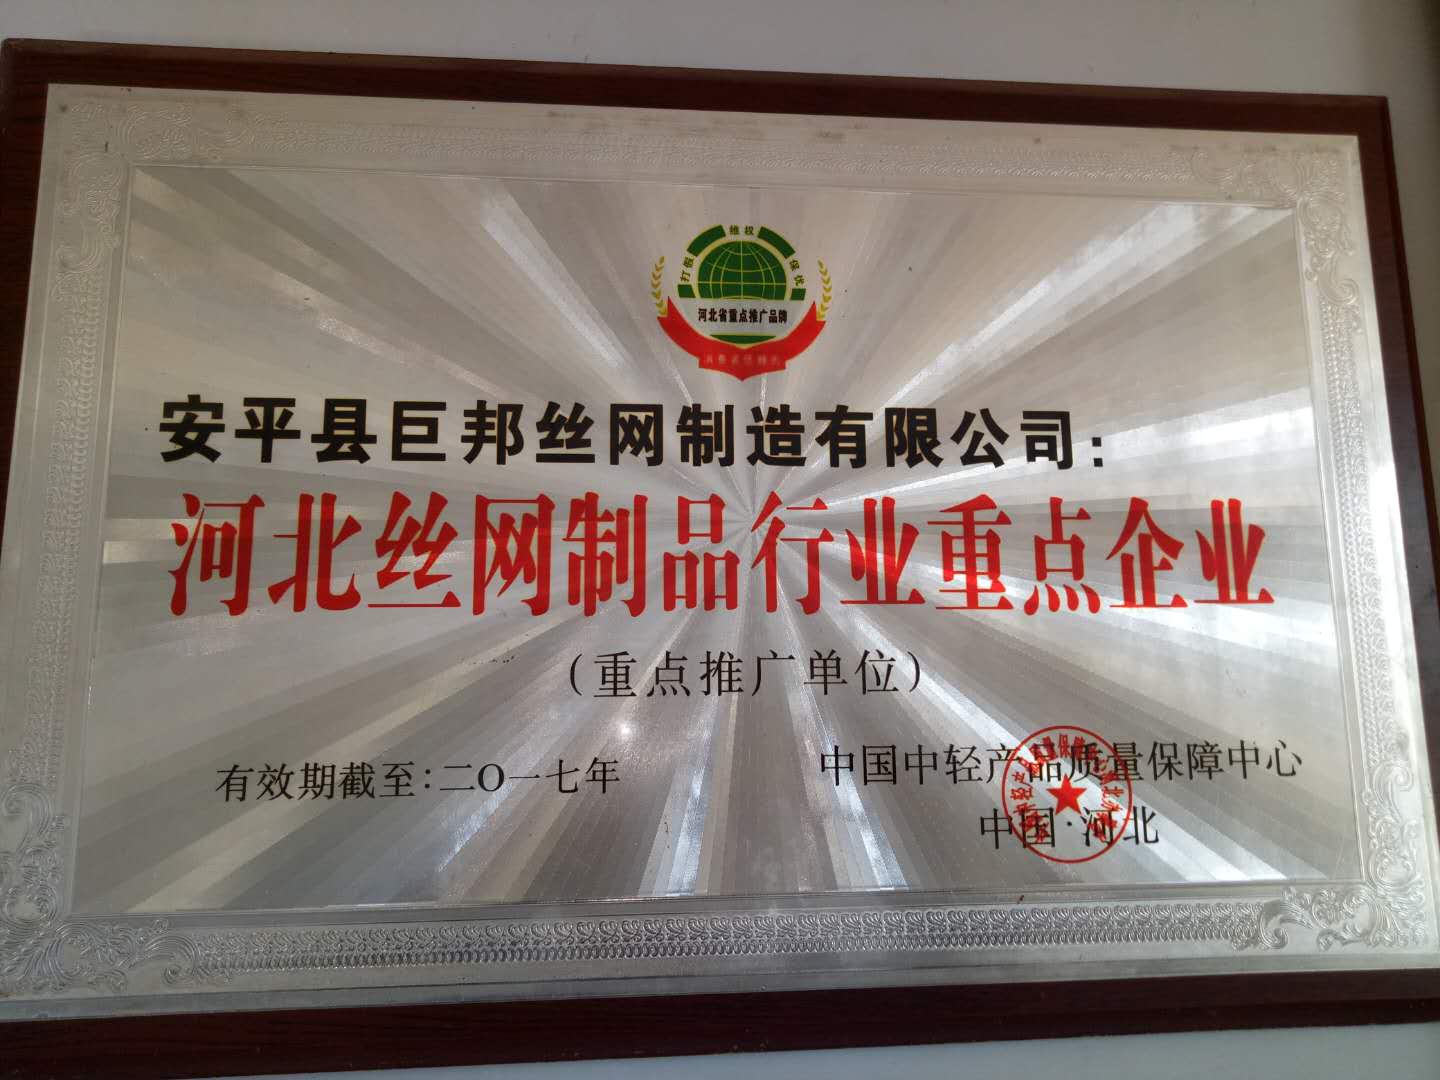 维权
打假
保优
河北省重点推广品牌
安平县巨邦丝网制造有限公司：
河北丝网制品行业重点企业
（重点推广单位）
有效期截至：二〇一七年
中国中轻产品质量保障中心
中国·河北